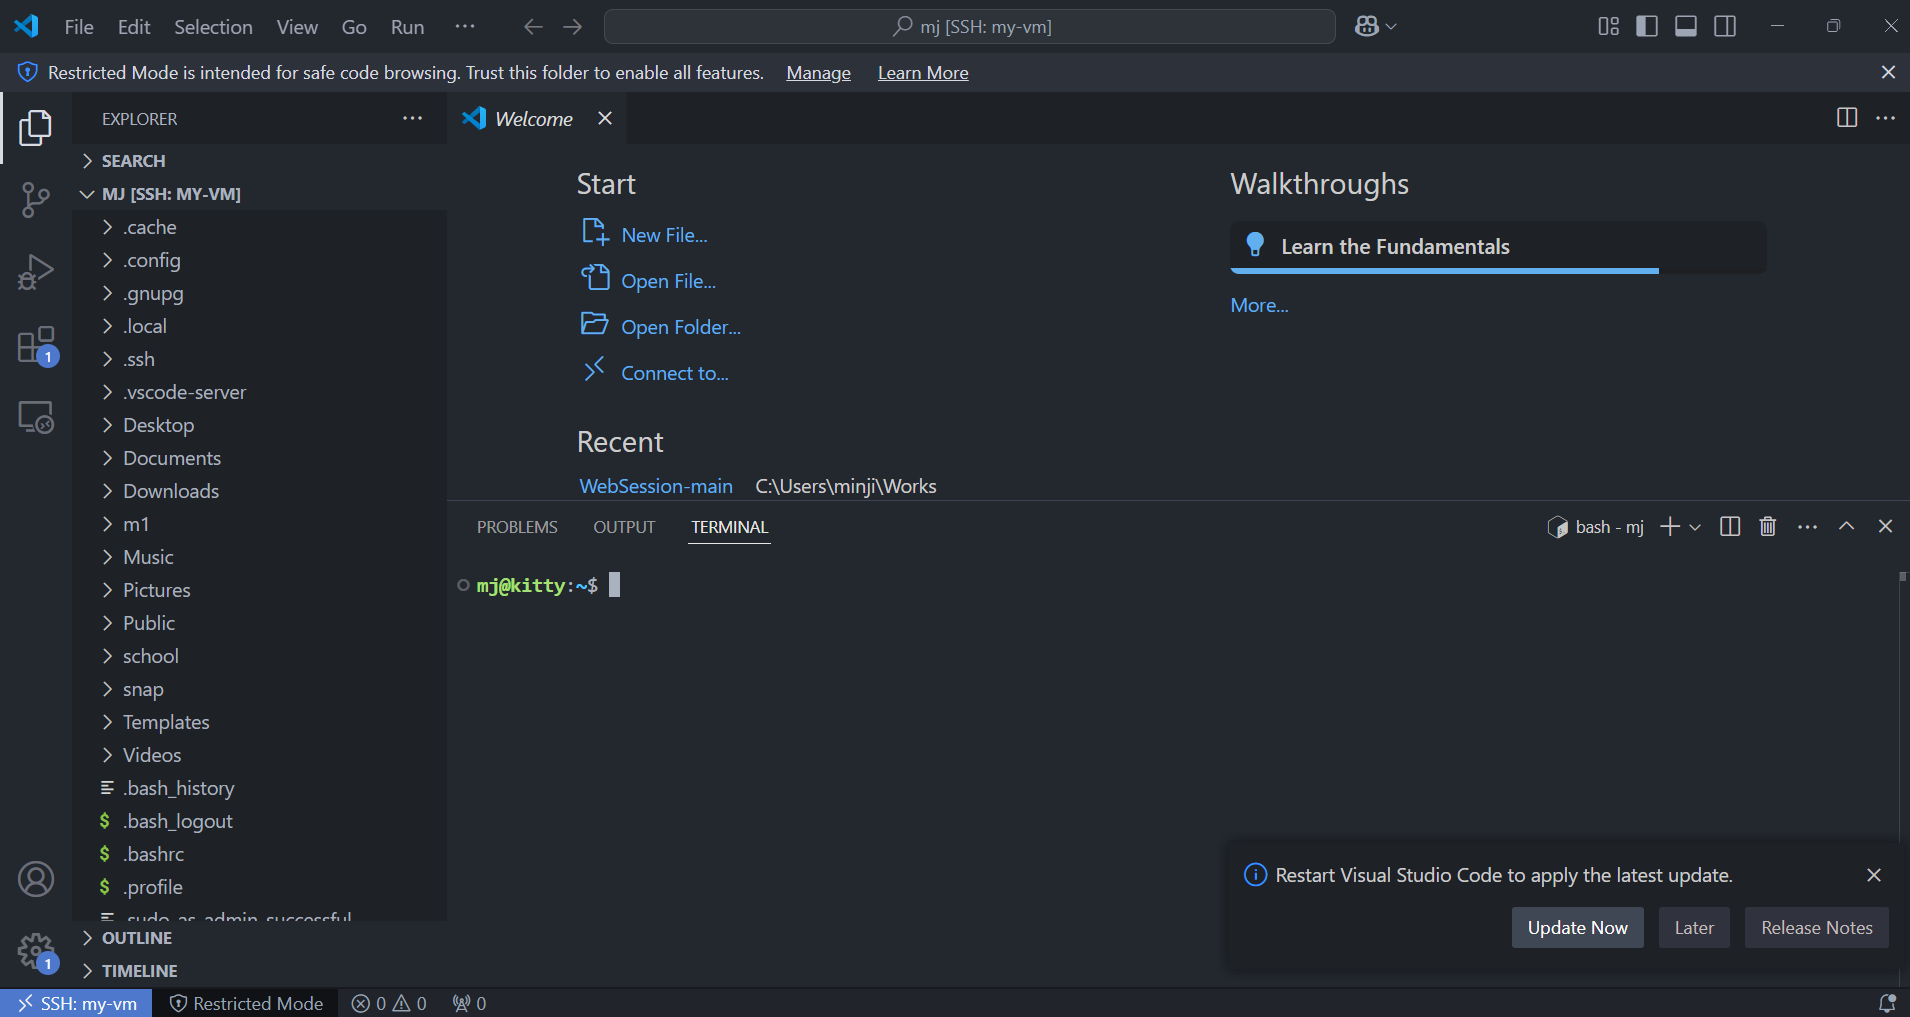 File Edit Selection View Go Run ··· mj [SSH: my-vm]
Restricted Mode is intended for safe code browsing. Trust this folder to enable all features. Manage Learn More
EXPLORER ···
Welcome
SEARCH
MJ [SSH: MY-VM]
.cache
.config
.gnupg
.local
.ssh
.vscode-server
Desktop
Documents
Downloads
m1
Music
Pictures
Public
school
snap
Templates
Videos
.bash_history
$ .bash_logout
$ .bashrc
$ .profile
.sudo_as_admin_successful
OUTLINE
TIMELINE
1
1
Start
New File...
Open File...
Open Folder...
Connect to...
Recent
WebSession-main C:\Users\minji\Works
Walkthroughs
Learn the Fundamentals
More...
PROBLEMS OUTPUT TERMINAL
bash - mj
mj@kitty:~$
Restart Visual Studio Code to apply the latest update.
Update Now Later Release Notes
SSH: my-vm Restricted Mode 0 0 0